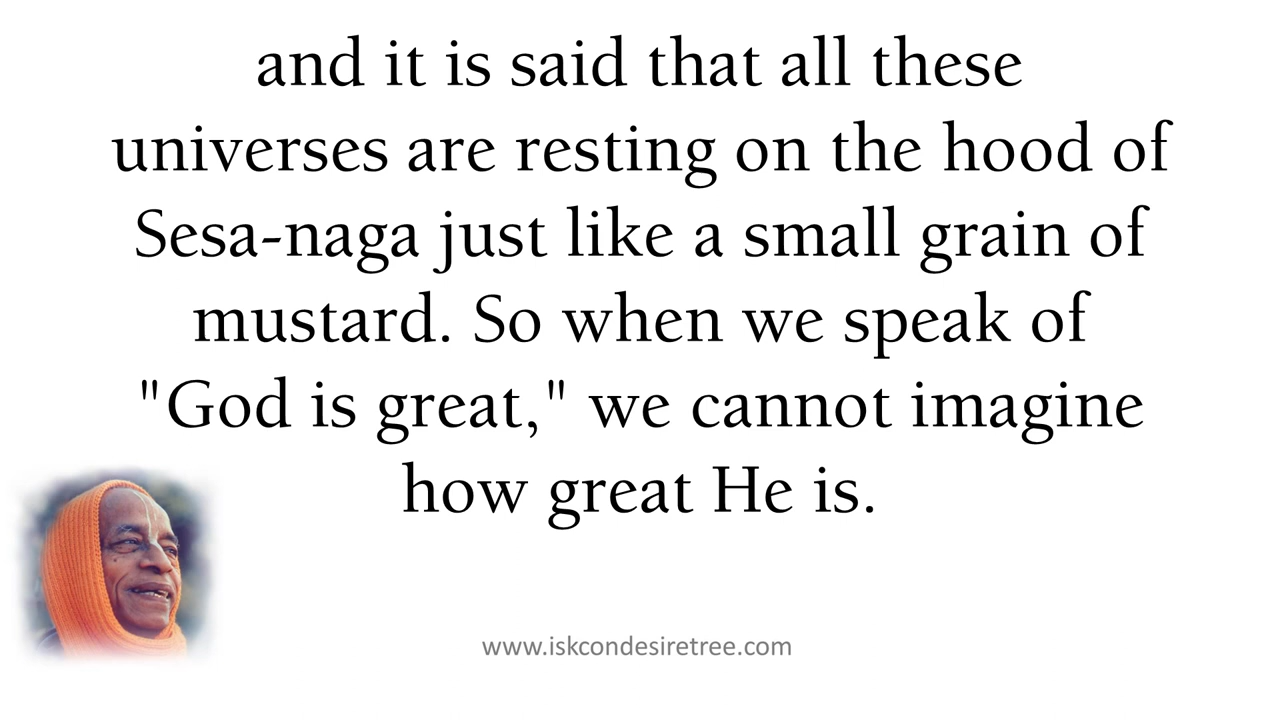 and it is said that all these
universes are resting on the hood of
Sesa-naga just like a small grain of
mustard. So when we speak of
"God is great," we cannot imagine
how great He is.
www.iskcondesiretree.com